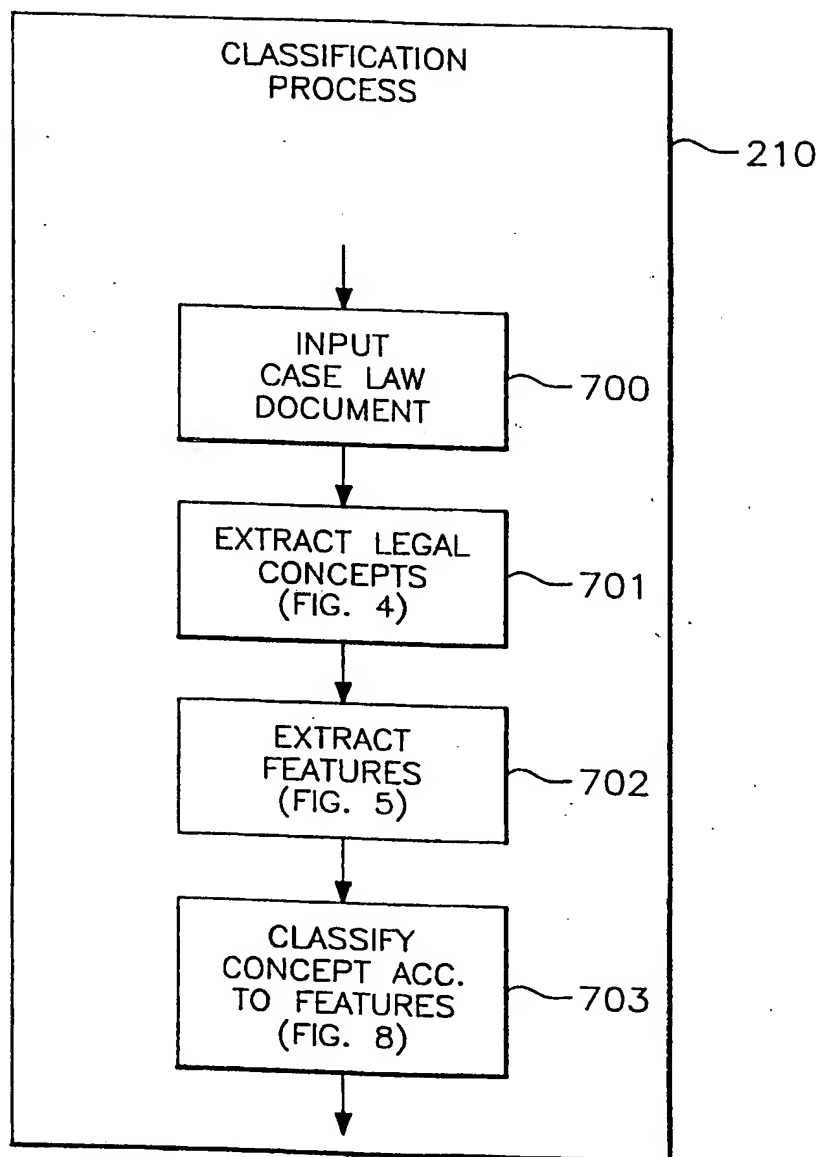 CLASSIFICATION
PROCESS
210
INPUT
CASE LAW
DOCUMENT
700
EXTRACT LEGAL
CONCEPTS
(FIG. 4)
701
EXTRACT
FEATURES
(FIG. 5)
702
CLASSIFY
CONCEPT ACC.
TO FEATURES
(FIG. 8)
703